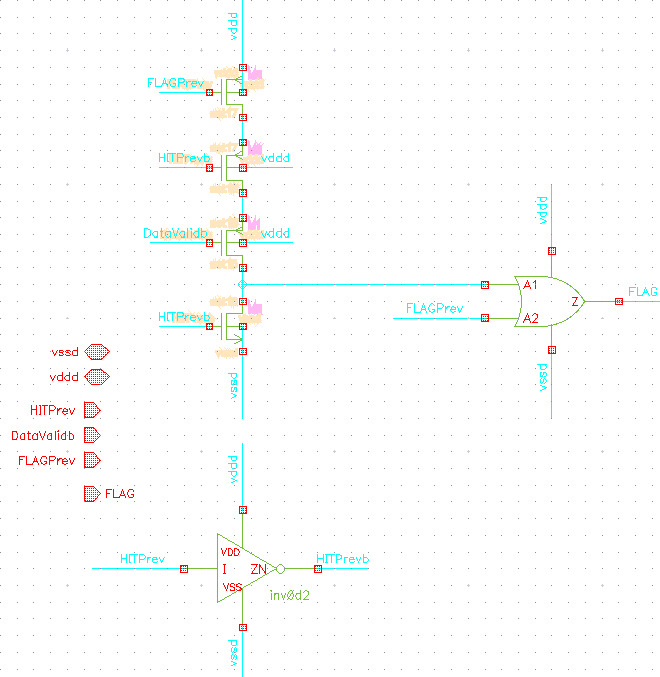 vddd
FLAGPrev
HITPrevb
vddd
DataValidb
vddd
vddd
A1
Z
FLAG
FLAGPrev
A2
HITPrevb
vssd
vssd
vssd
vddd
HITPrev
DataValidb
FLAGPrev
FLAG
vddd
HITPrev
VDD
I
ZN
HITPrevb
VSS
inv0d2
vssd